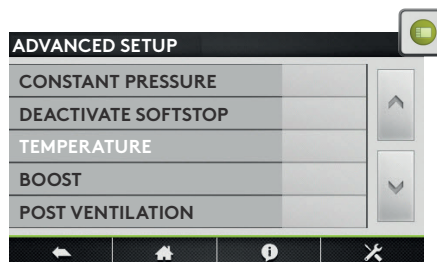 ADVANCED SETUP
CONSTANT PRESSURE
DEACTIVATE SOFTSTOP
TEMPERATURE
BOOST
POST VENTILATION